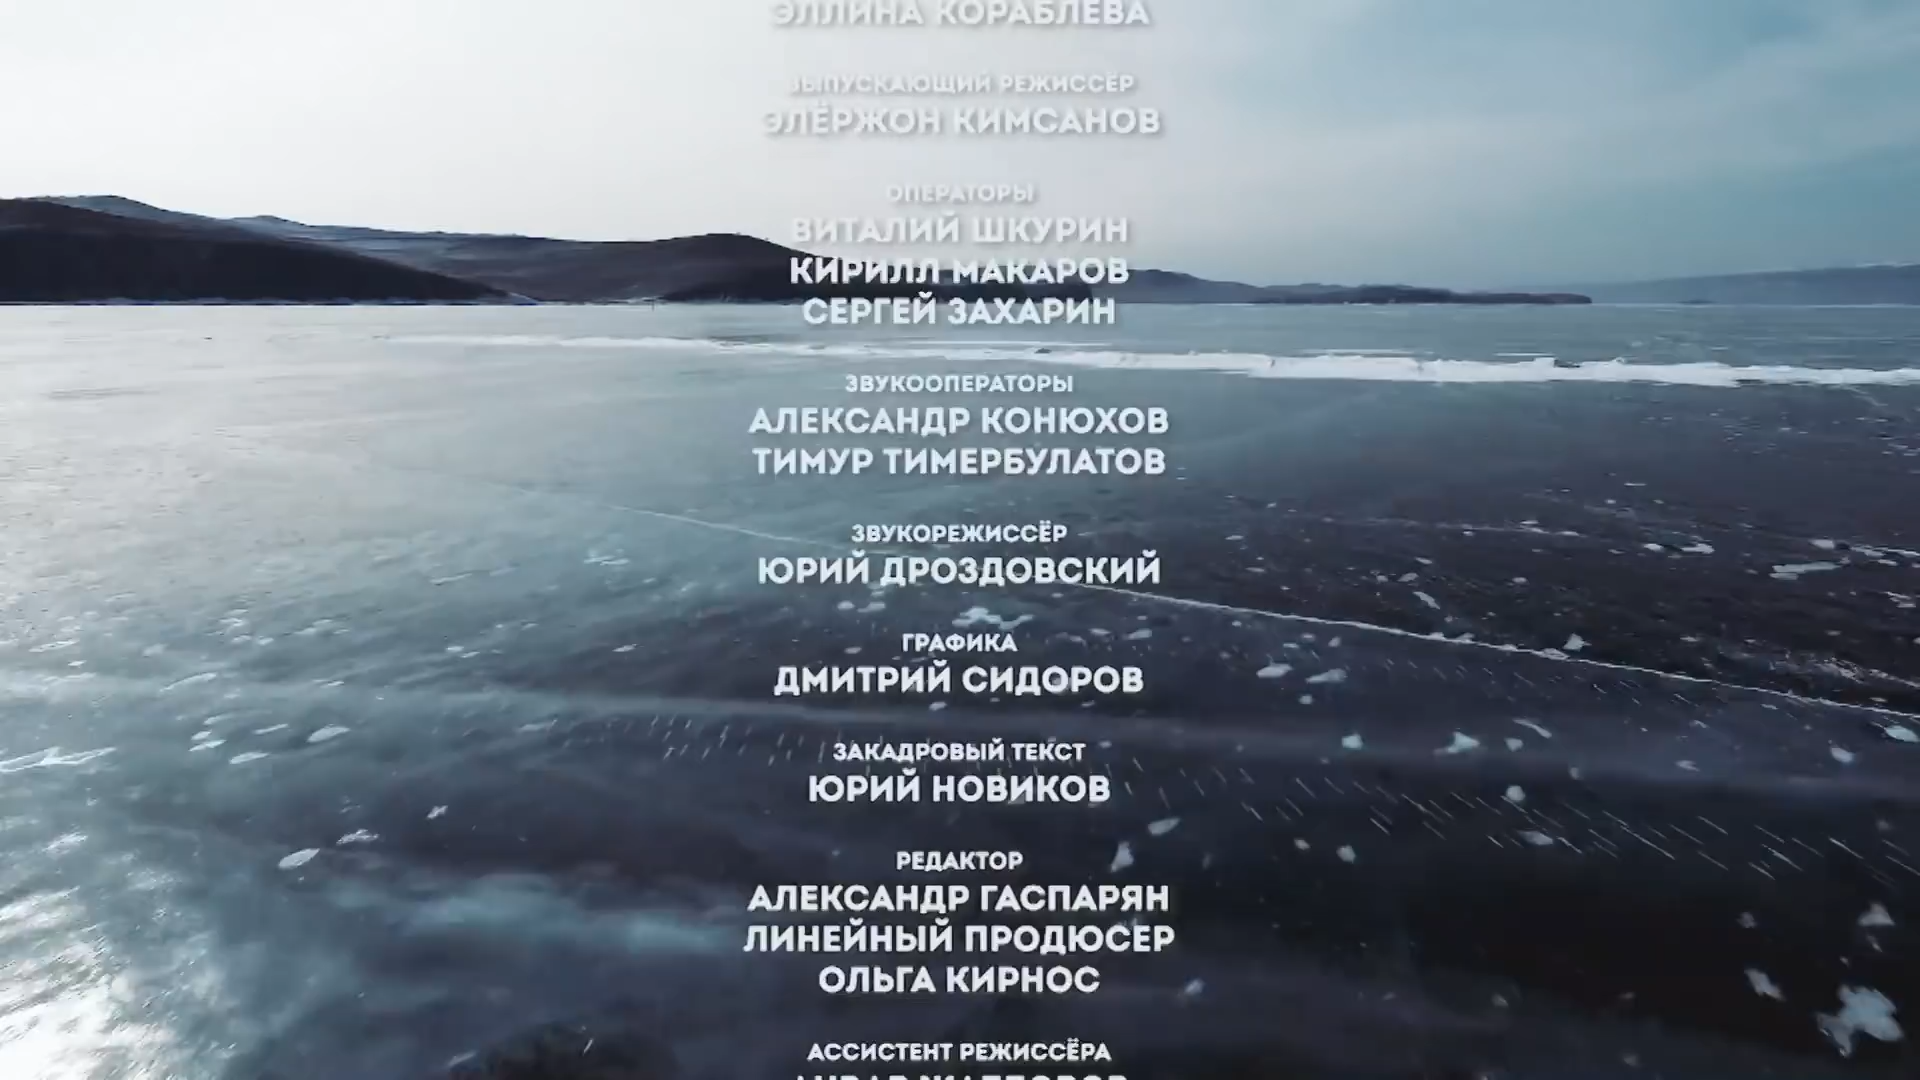 ЭЛЛИНА КОРАБЛЕВА
ВЫПУСКАЮЩИЙ РЕЖИССЁР
ЭЛЁРЖОН КИМСАНОВ
ОПЕРАТОРЫ
ВИТАЛИЙ ШКУРИН
КИРИЛЛ МАКАРОВ
СЕРГЕЙ ЗАХАРИН
ЗВУКООПЕРАТОРЫ
АЛЕКСАНДР КОНЮХОВ
ТИМУР ТИМЕРБУЛАТОВ
ЗВУКОРЕЖИССЁР
ЮРИЙ ДРОЗДОВСКИЙ
ГРАФИКА
ДМИТРИЙ СИДОРОВ
ЗАКАДРОВЫЙ ТЕКСТ
ЮРИЙ НОВИКОВ
РЕДАКТОР
АЛЕКСАНДР ГАСПАРЯН
ЛИНЕЙНЫЙ ПРОДЮСЕР
ОЛЬГА КИРНОС
АССИСТЕНТ РЕЖИССЁРА